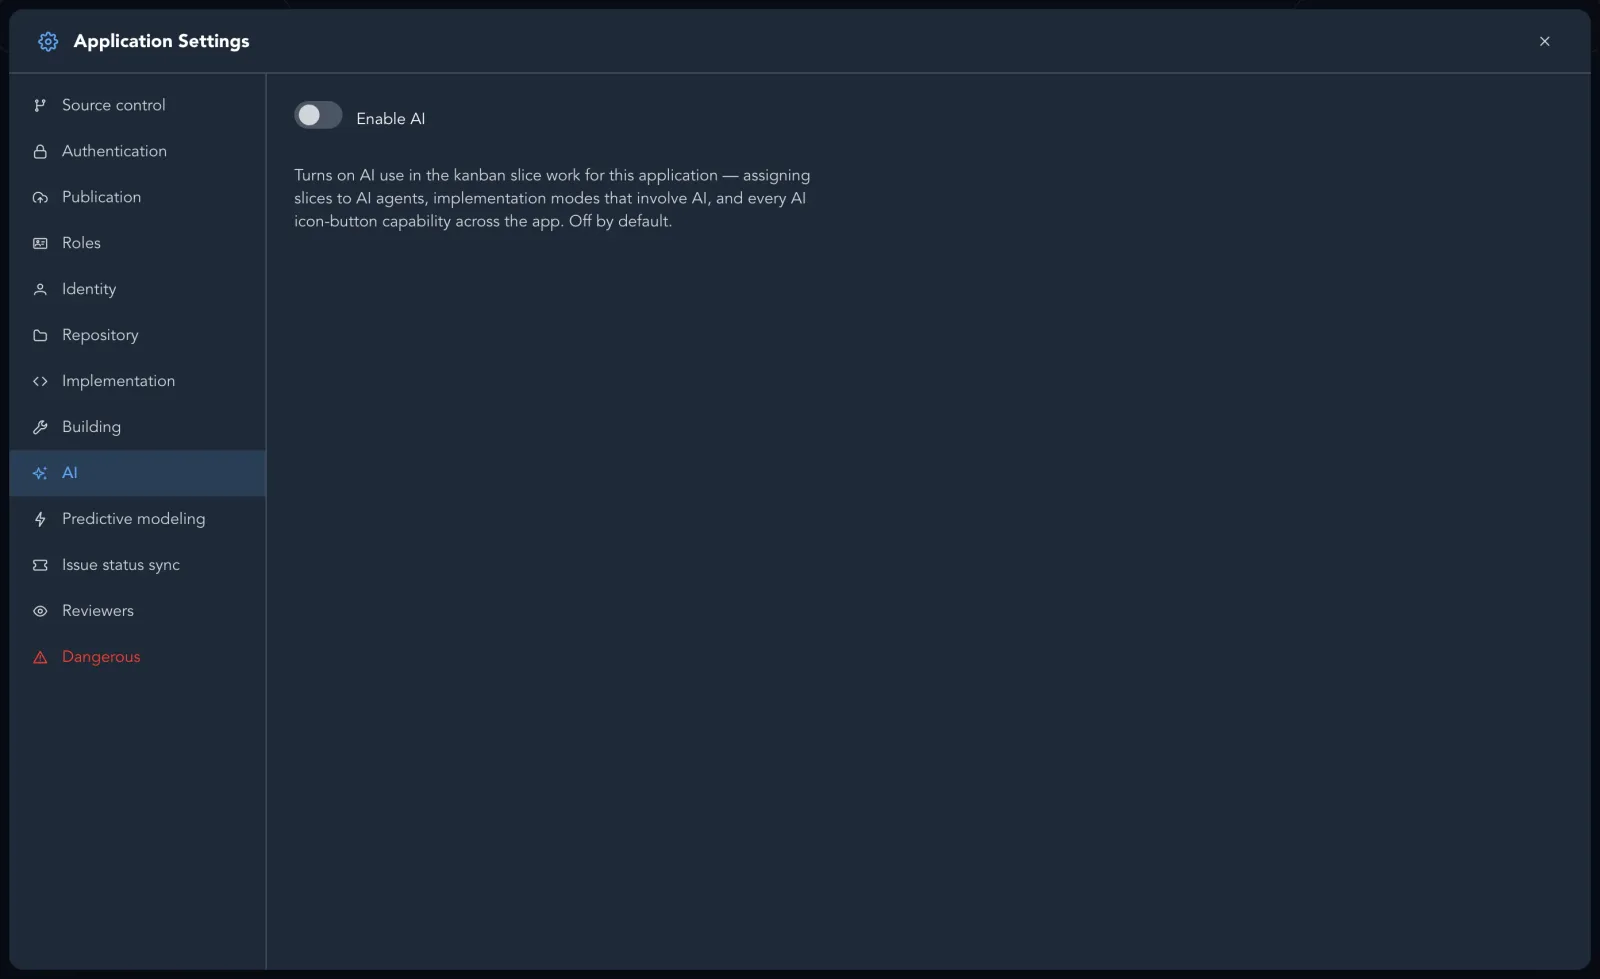 Application Settings
Source control
Authentication
Publication
Roles
Identity
Repository
Implementation
Building
AI
Predictive modeling
Issue status sync
Reviewers
Dangerous
Enable AI
Turns on AI use in the kanban slice work for this application — assigning
slices to AI agents, implementation modes that involve AI, and every AI
icon-button capability across the app. Off by default.